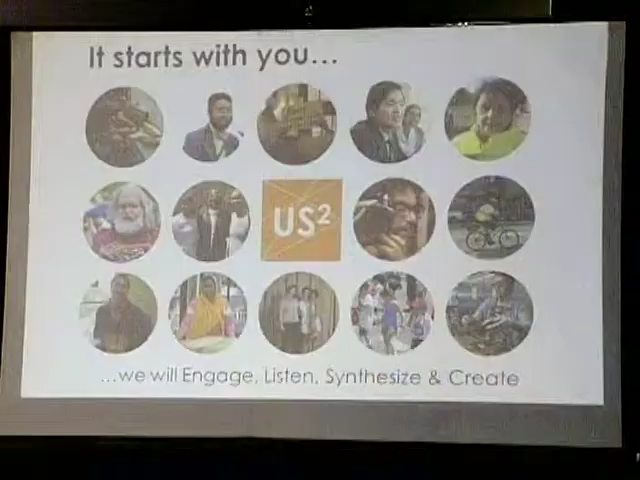 It starts with you...
US²
...we will Engage, Listen, Synthesize & Create